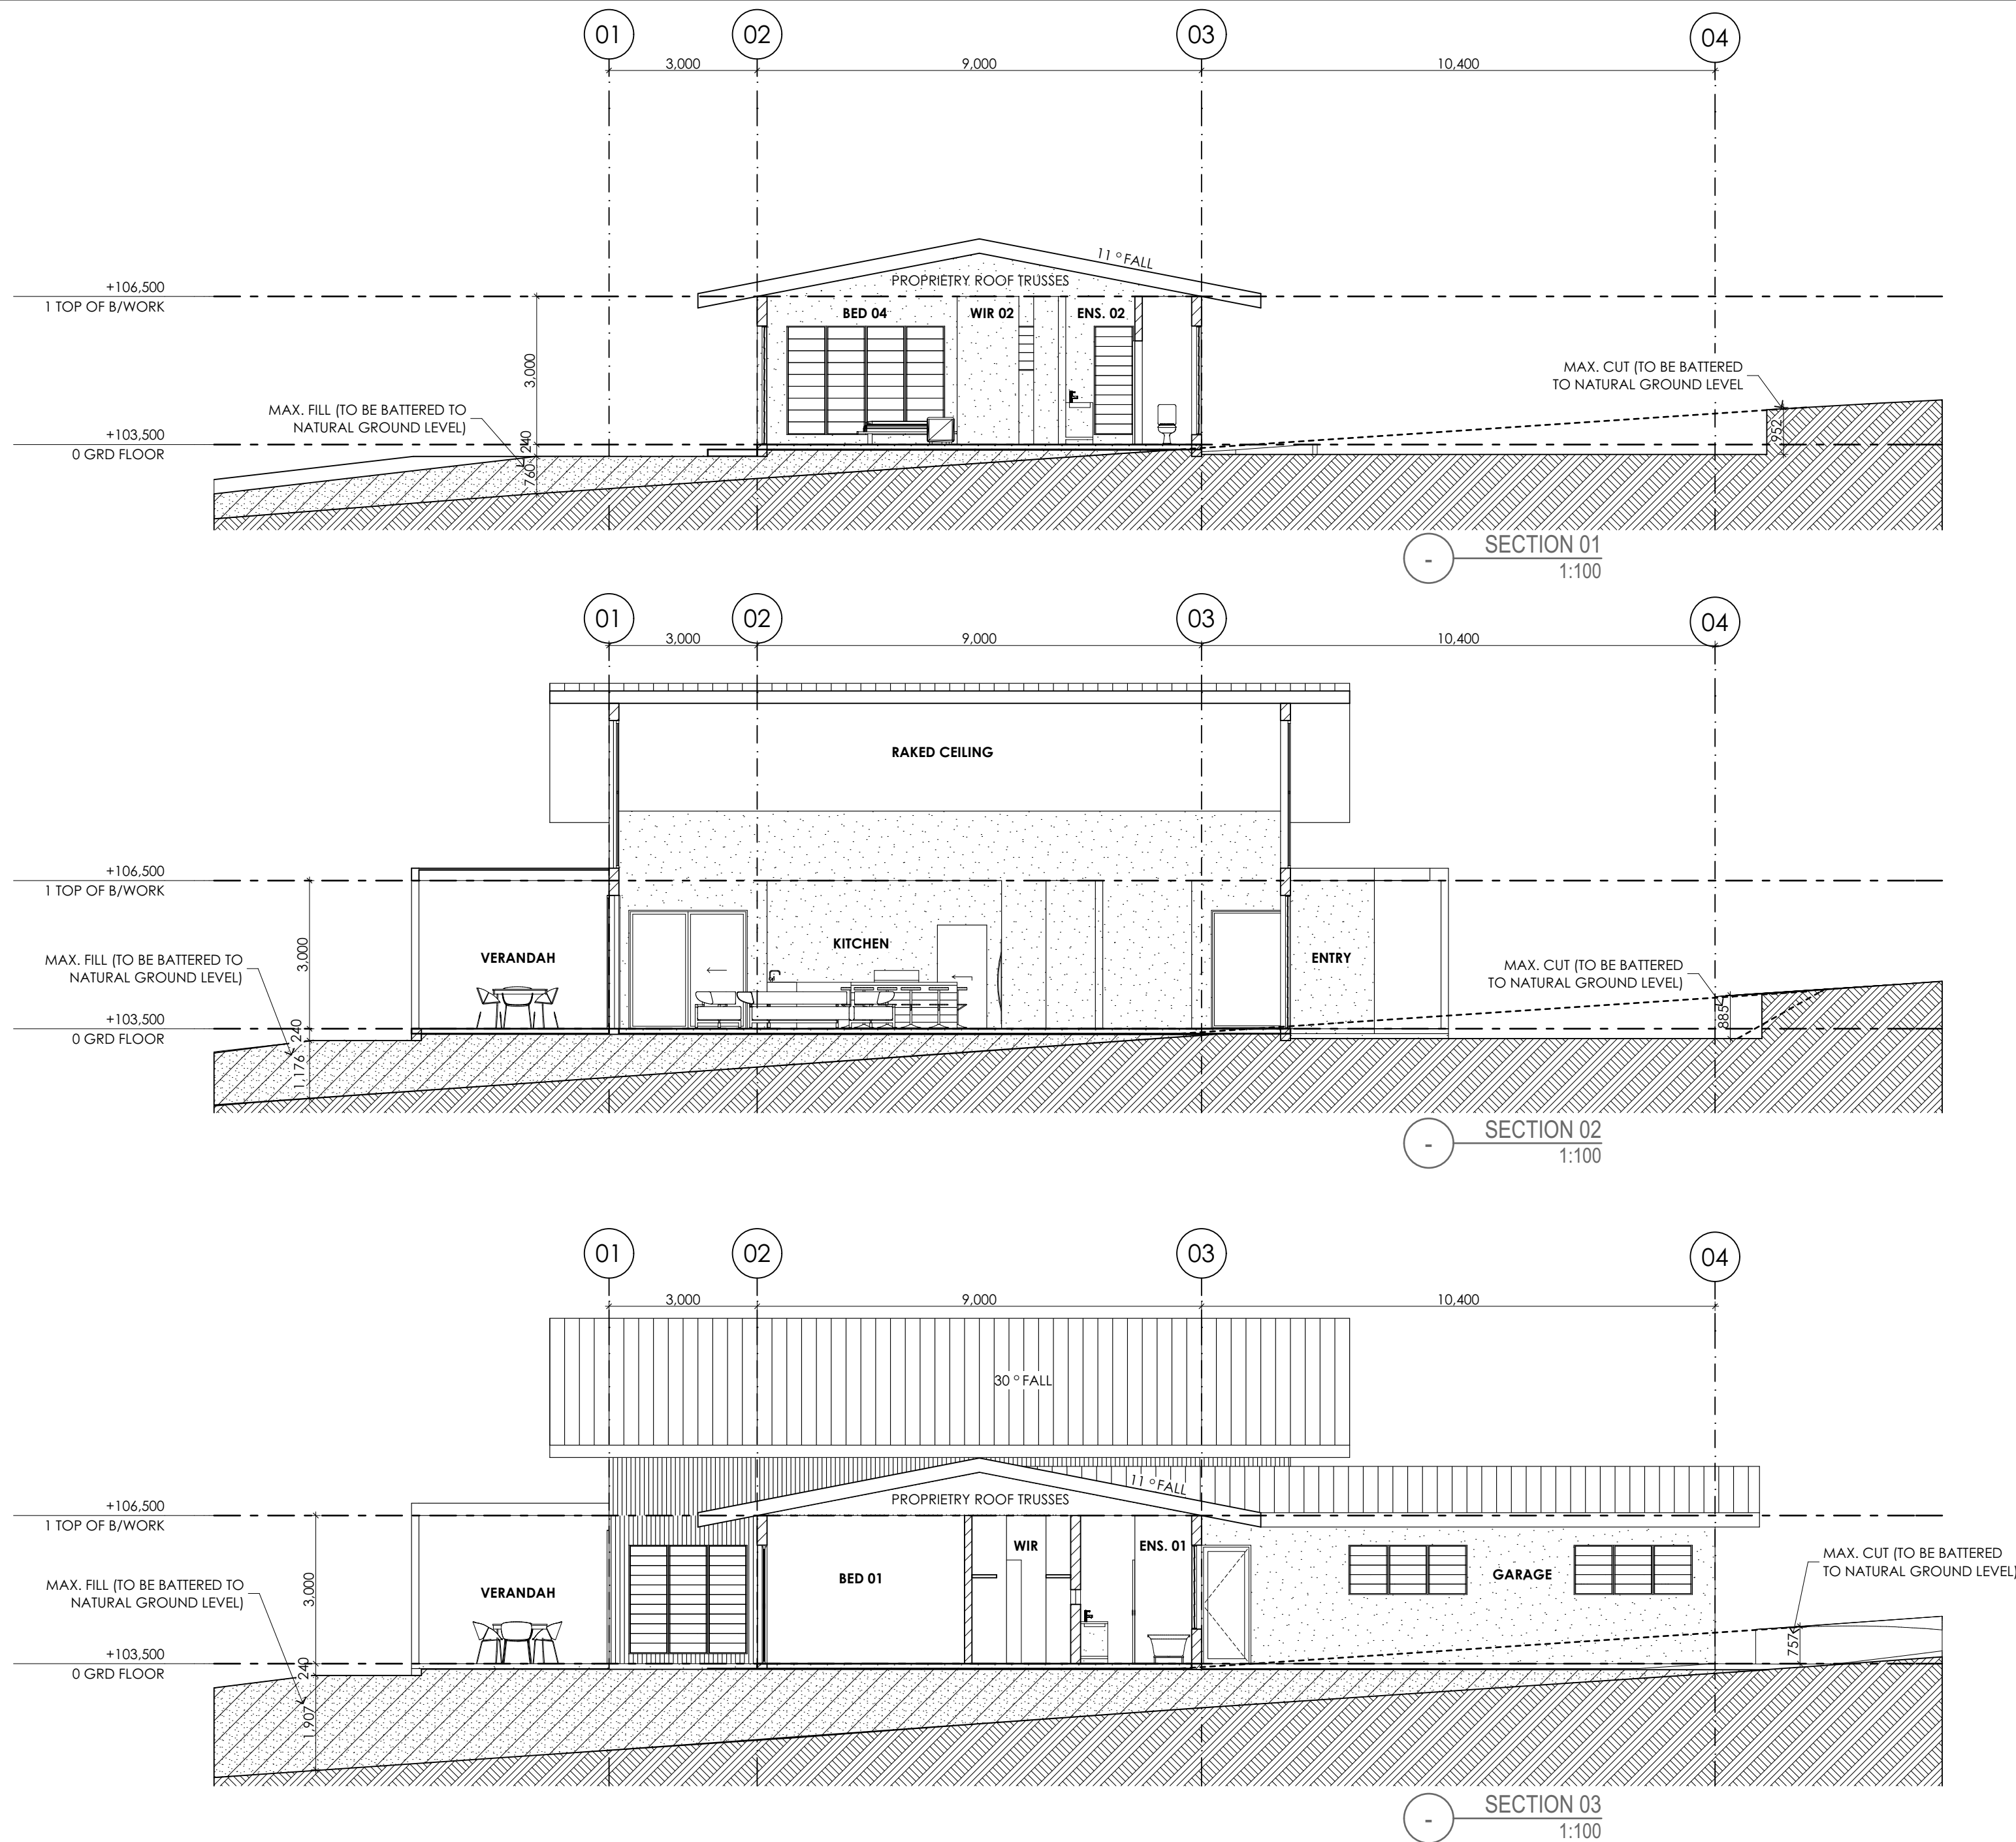 01
02
03
04
3,000
9,000
10,400
11 ° FALL
PROPRIETRY ROOF TRUSSES
+106,500
1 TOP OF B/WORK
BED 04
WIR 02
ENS. 02
3,000
MAX. CUT (TO BE BATTERED
TO NATURAL GROUND LEVEL
MAX. FILL (TO BE BATTERED TO
NATURAL GROUND LEVEL)
952
+103,500
0 GRD FLOOR
240
760
-
SECTION 01
1:100
01
02
03
04
3,000
9,000
10,400
RAKED CEILING
+106,500
1 TOP OF B/WORK
3,000
VERANDAH
KITCHEN
ENTRY
MAX. FILL (TO BE BATTERED TO
NATURAL GROUND LEVEL)
MAX. CUT (TO BE BATTERED
TO NATURAL GROUND LEVEL)
885
+103,500
0 GRD FLOOR
240
1,176
-
SECTION 02
1:100
01
02
03
04
3,000
9,000
10,400
30 ° FALL
11 ° FALL
PROPRIETRY ROOF TRUSSES
+106,500
1 TOP OF B/WORK
WIR
ENS. 01
MAX. CUT (TO BE BATTERED
TO NATURAL GROUND LEVEL)
GARAGE
BED 01
3,000
VERANDAH
MAX. FILL (TO BE BATTERED TO
NATURAL GROUND LEVEL)
757
+103,500
0 GRD FLOOR
240
1,907
-
SECTION 03
1:100